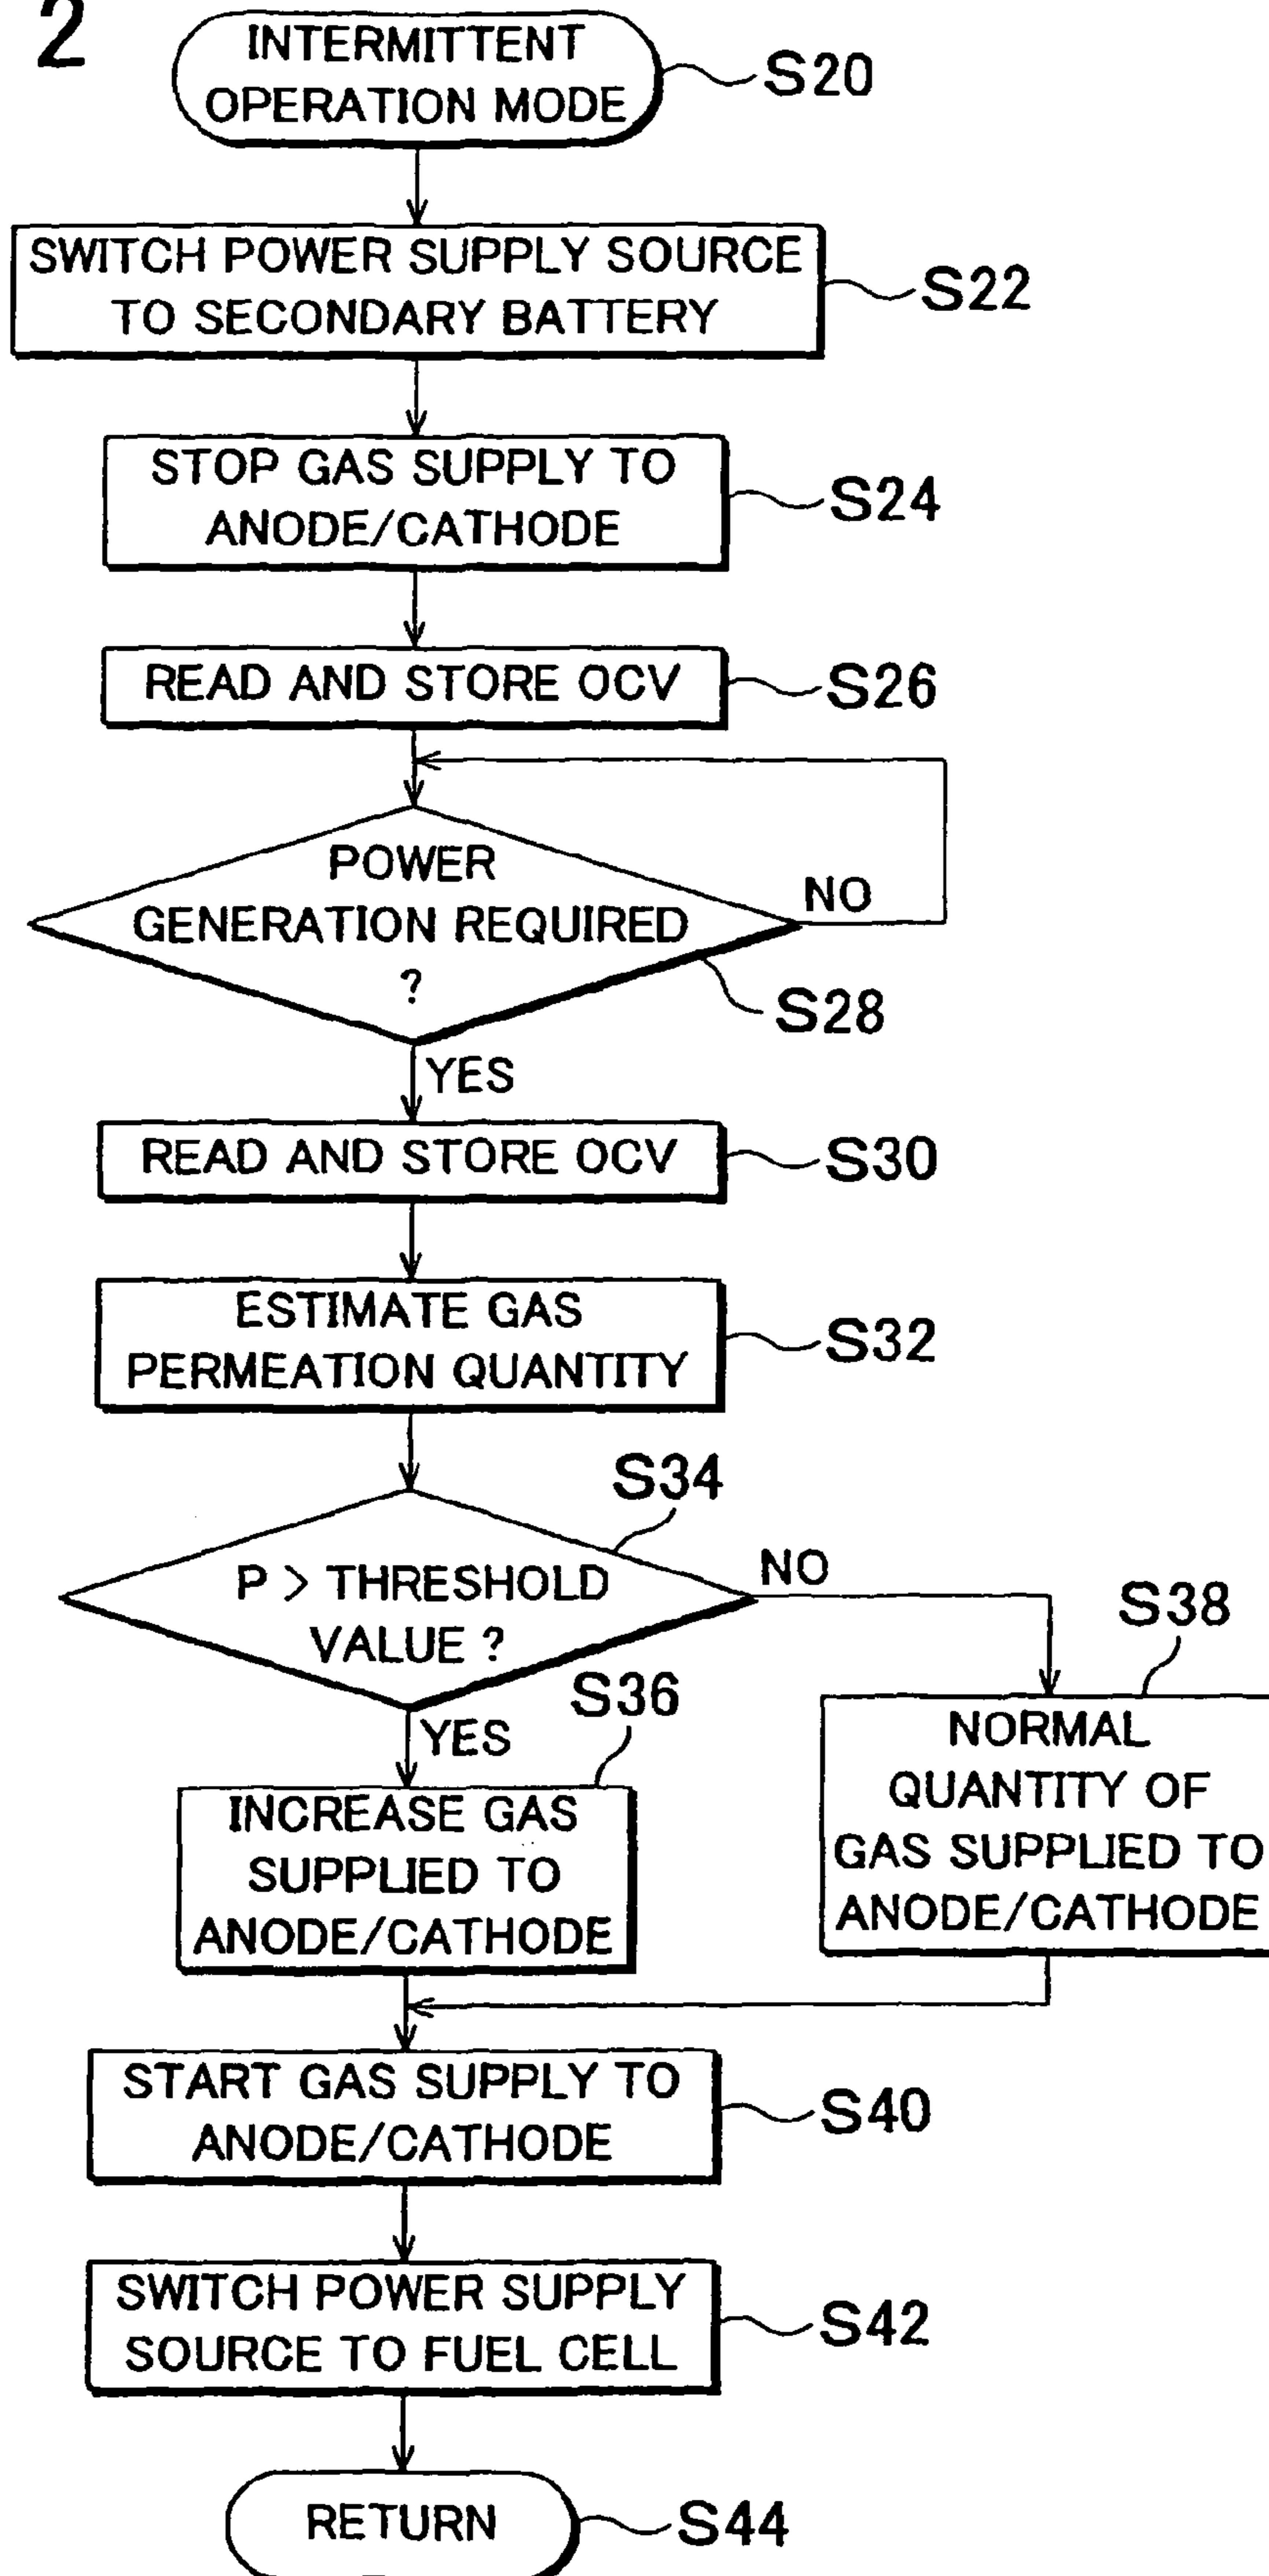 2
INTERMITTENT
OPERATION MODE
S20
SWITCH POWER SUPPLY SOURCE
TO SECONDARY BATTERY
S22
STOP GAS SUPPLY TO
ANODE/CATHODE
S24
READ AND STORE OCV
S26
POWER
GENERATION REQUIRED
?
NO
S28
YES
READ AND STORE OCV
S30
ESTIMATE GAS
PERMEATION QUANTITY
S32
S34
P > THRESHOLD
VALUE ?
NO
S38
YES
S36
INCREASE GAS
SUPPLIED TO
ANODE/CATHODE
NORMAL
QUANTITY OF
GAS SUPPLIED TO
ANODE/CATHODE
START GAS SUPPLY TO
ANODE/CATHODE
S40
SWITCH POWER SUPPLY
SOURCE TO FUEL CELL
S42
RETURN
S44